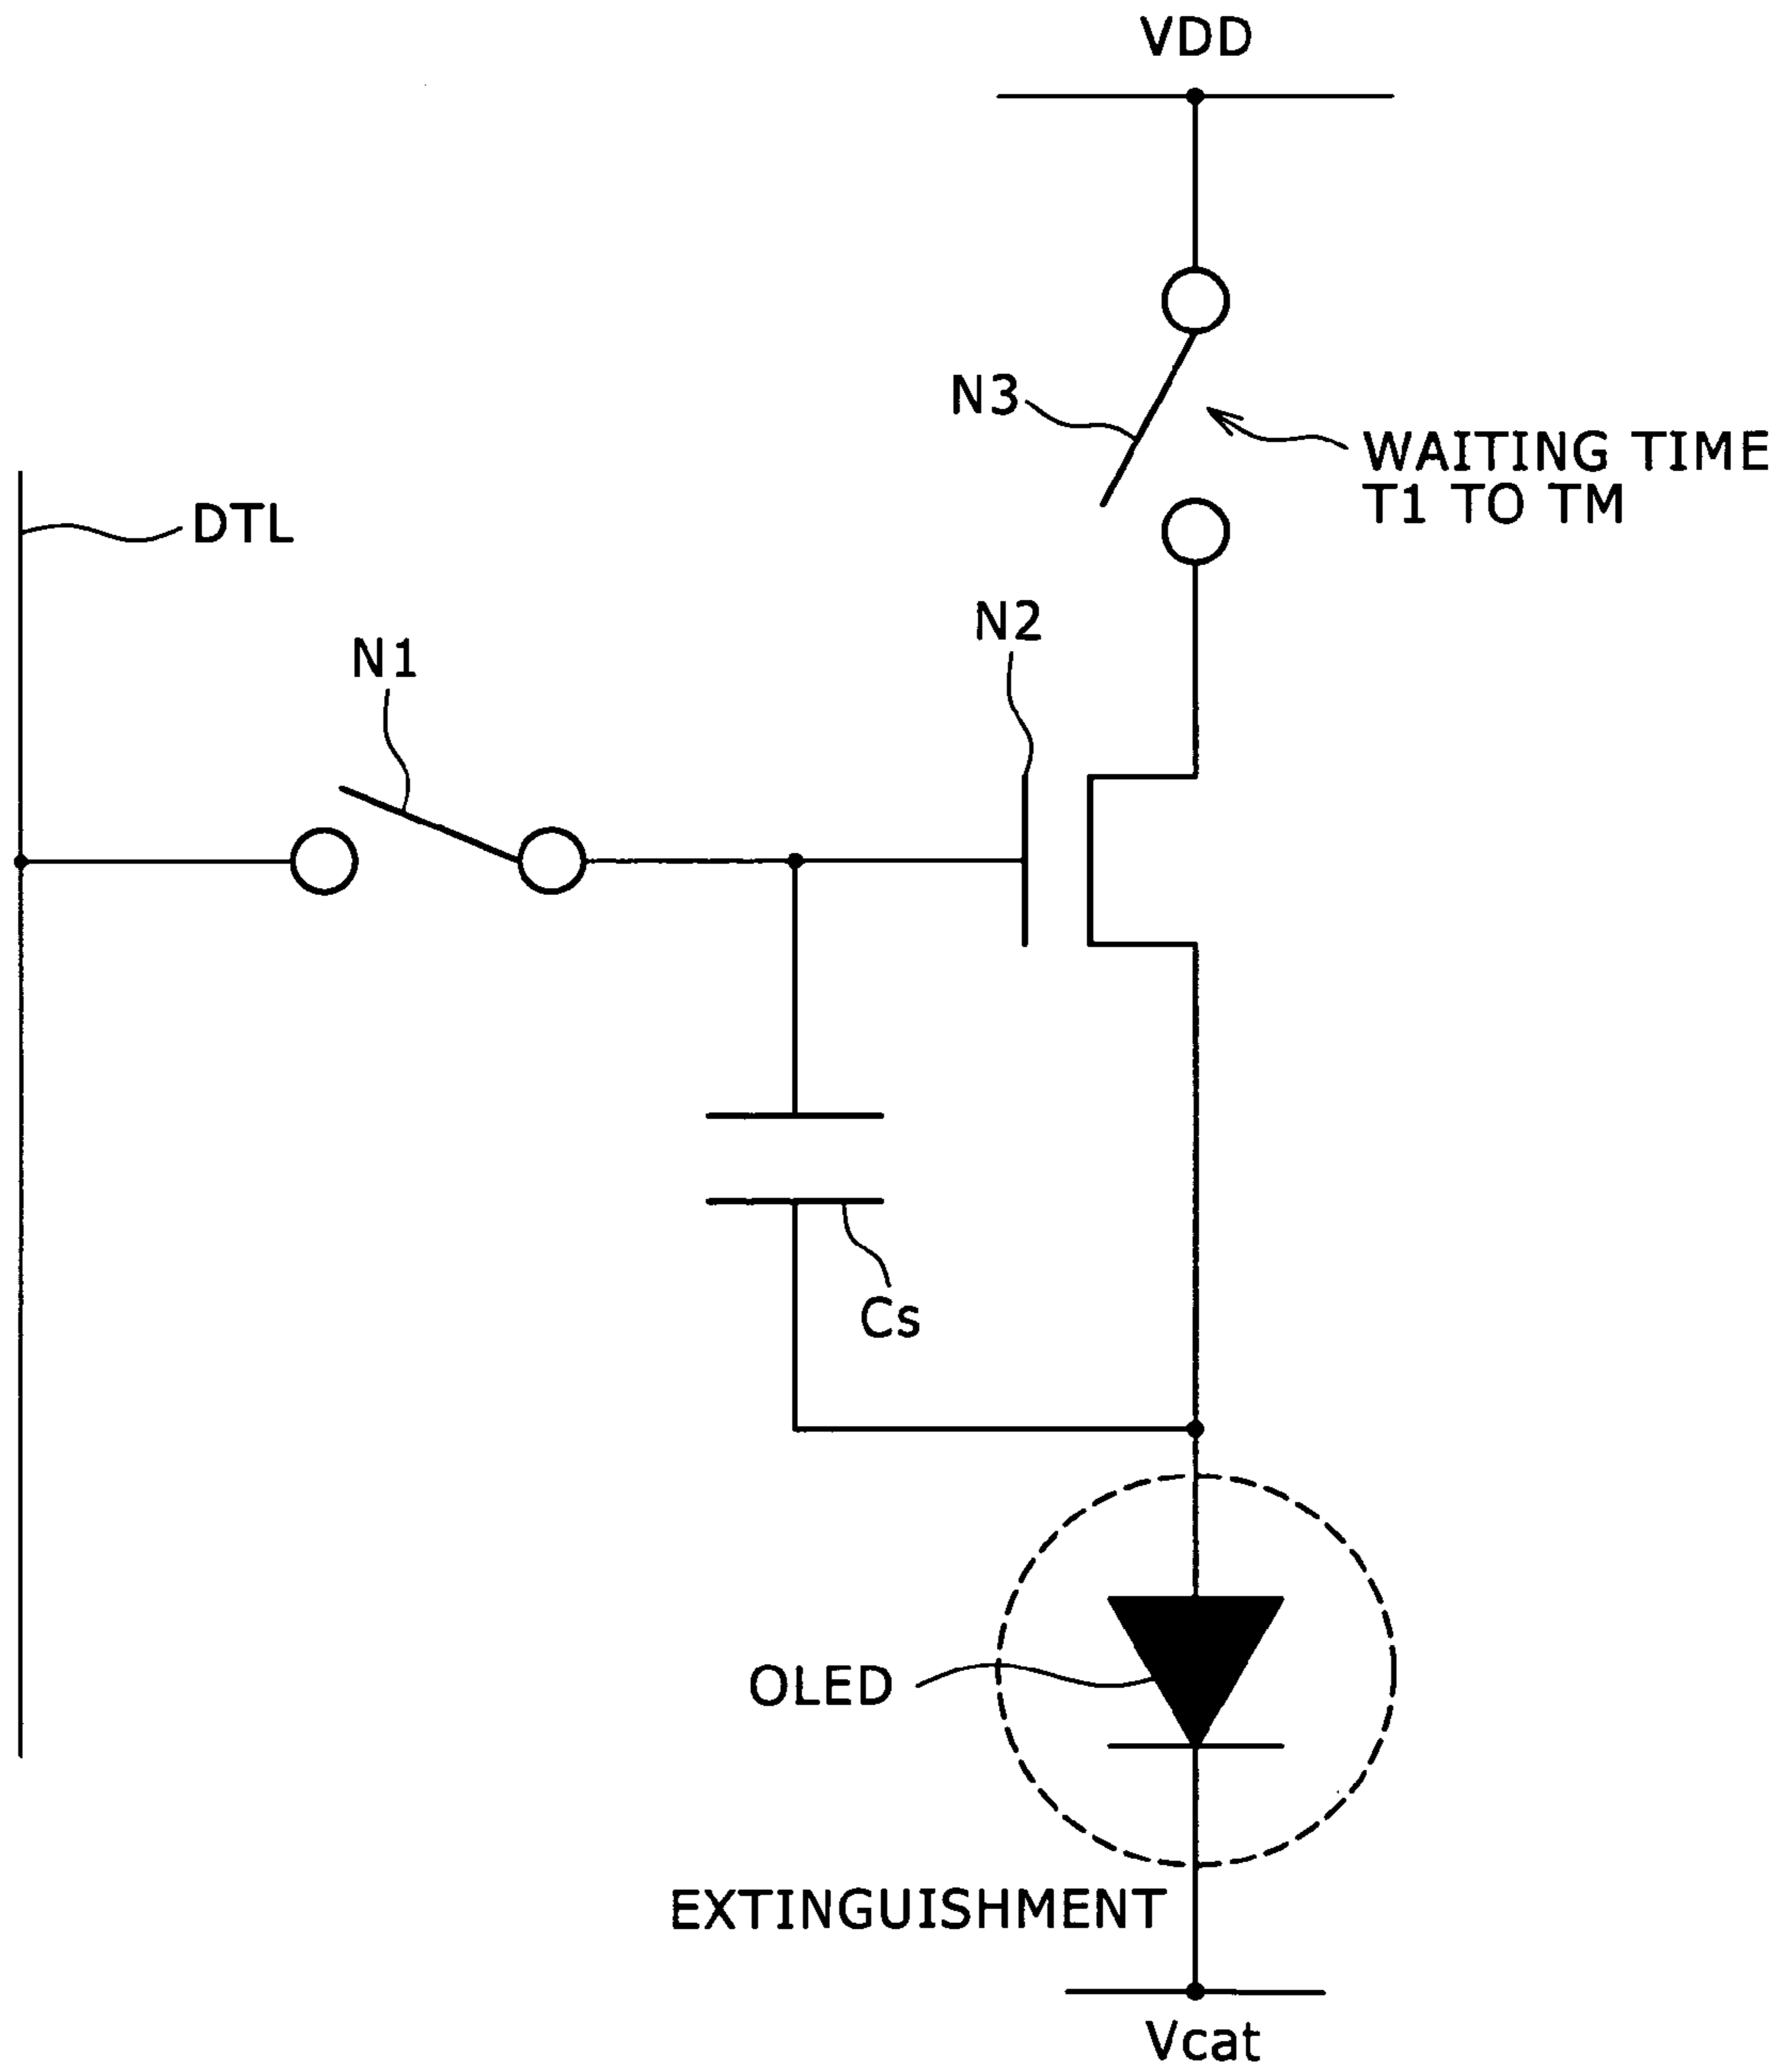 VDD
N3
WAITING TIME
T1 TO TM
DTL
N2
N1
Cs
OLED
EXTINGUISHMENT
Vcat